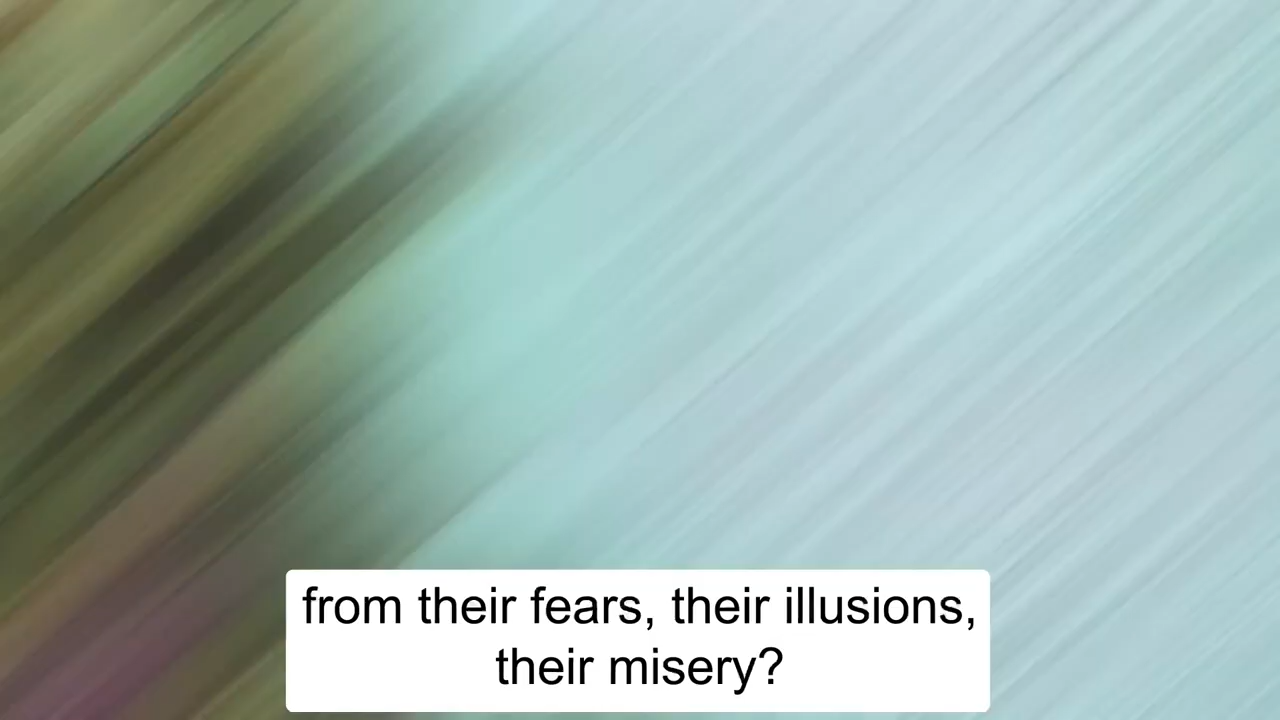 from their fears, their illusions,
their misery?